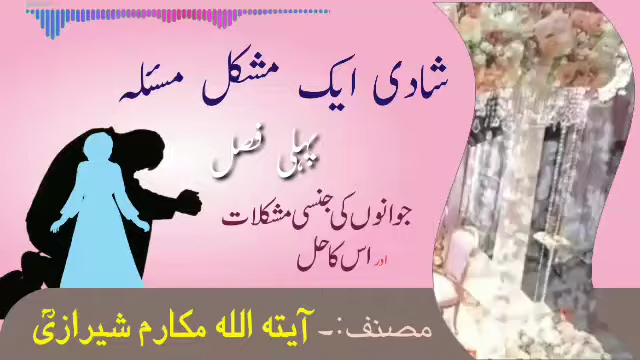 شادی ایک مشکل مسئلہ
پہلی فصل
جوانوں کی جنسی مشکلات
اور اس کا حل
مصنف:۔ آیتہ اللہ مکارم شیرازیؒ